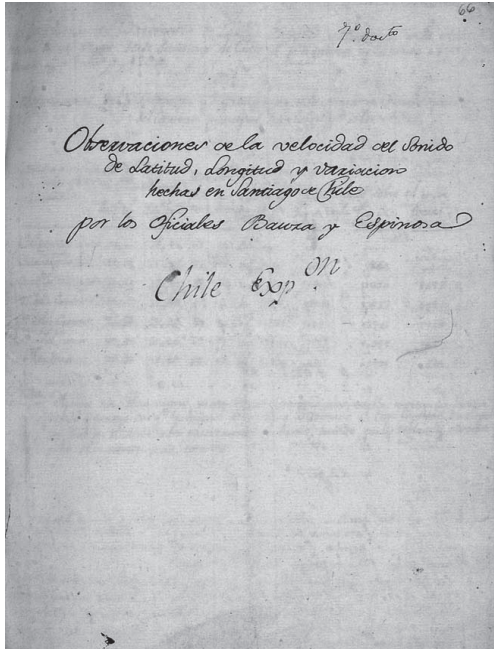 66
7º. docto
Observaciones de la velocidad del Sonido
de Latitud, Longitud y variacion
hechas en Santiago de Chile
por los Oficiales Bauza y Espinosa
Chile Expon